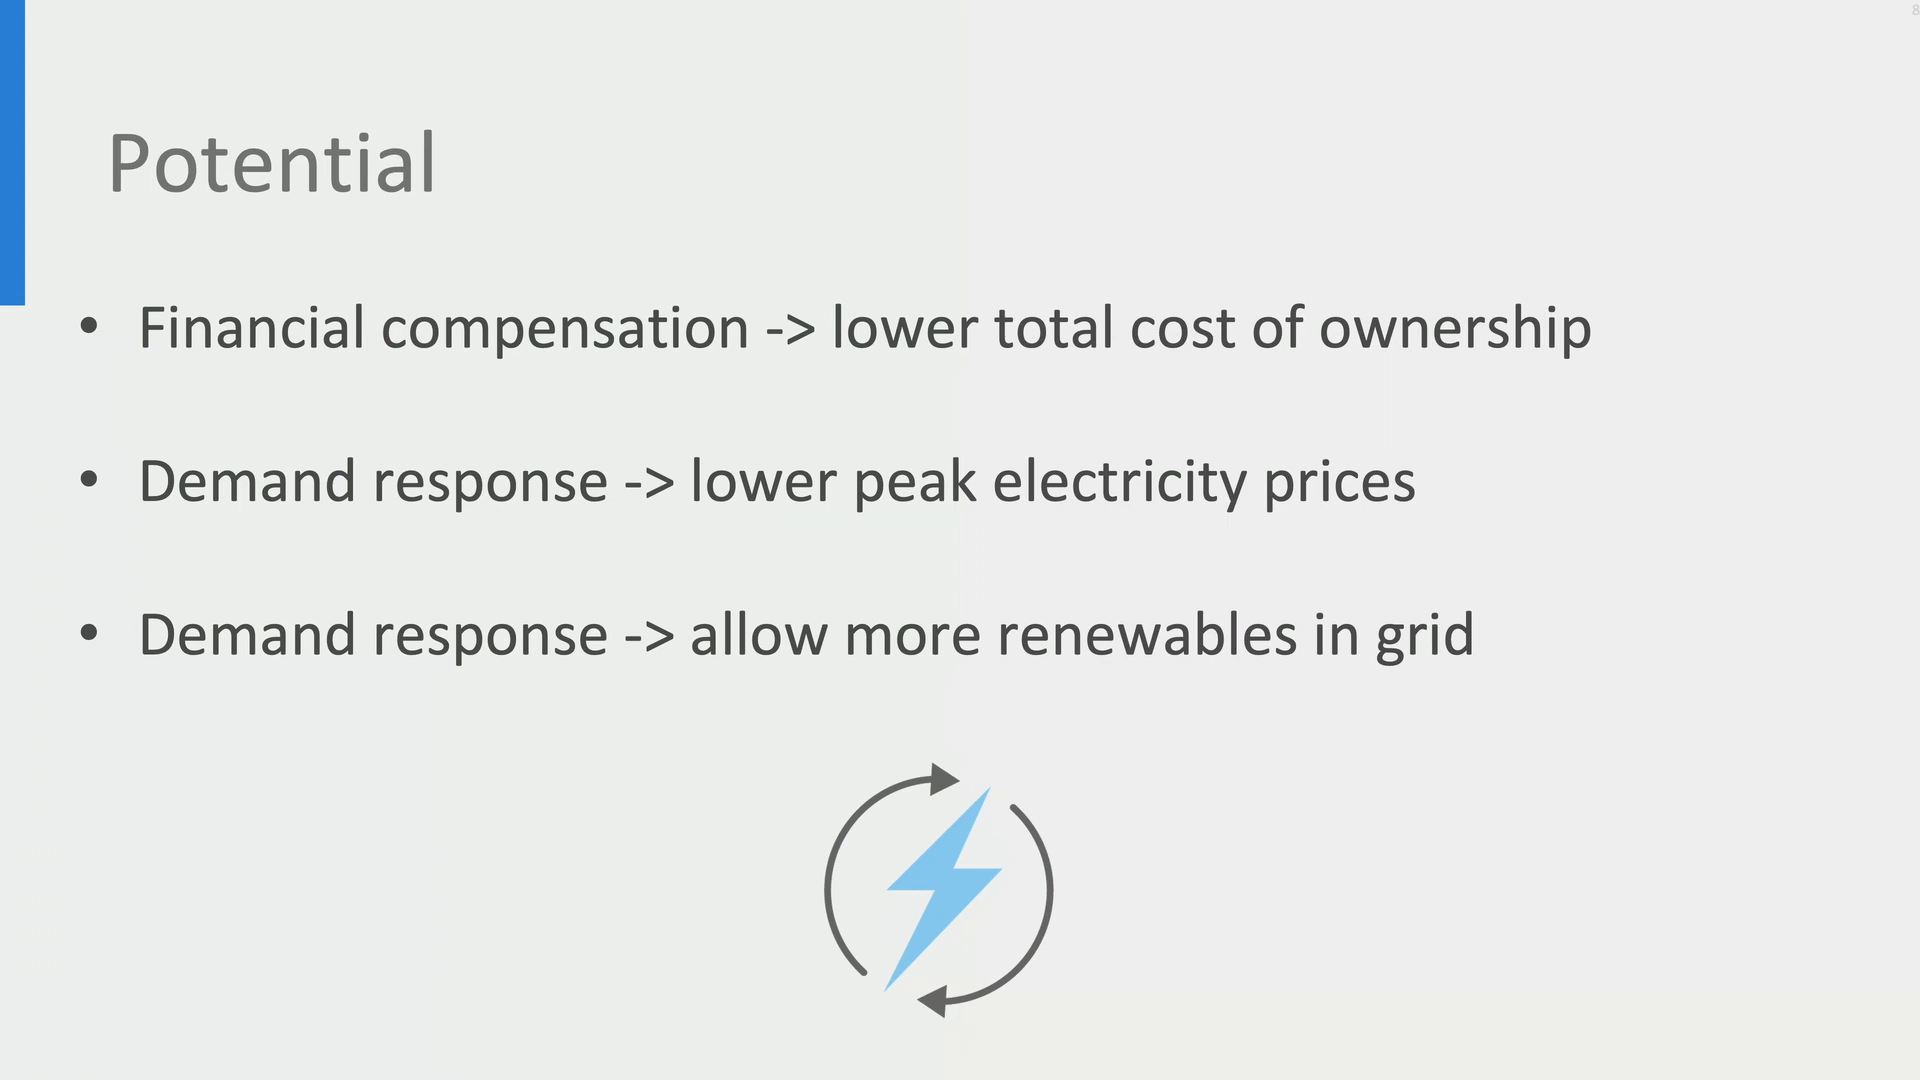 8
Potential
• Financial compensation -> lower total cost of ownership
• Demand response -> lower peak electricity prices
• Demand response -> allow more renewables in grid